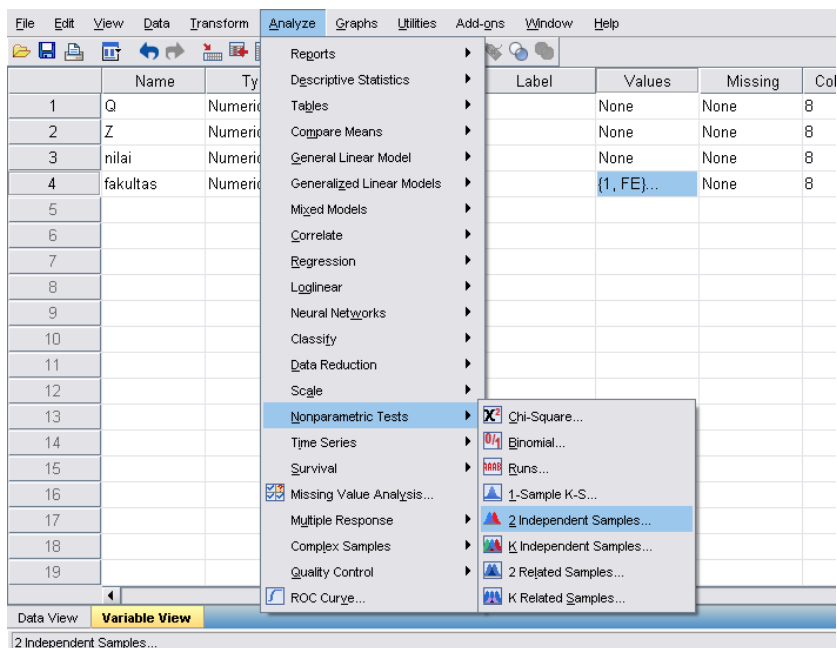 File Edit View Data Transform Analyze Graphs Utilities Add-ons Window Help
Name Ty Label Values Missing Col
1 Q Numeric None None 8
2 Z Numeric None None 8
3 nilai Numeric None None 8
4 fakultas Numeric {1, FE}... None 8
5
6
7
8
9
10
11
12
13
14
15
16
17
18
19
Reports
Descriptive Statistics
Tables
Compare Means
General Linear Model
Generalized Linear Models
Mixed Models
Correlate
Regression
Loglinear
Neural Networks
Classify
Data Reduction
Scale
Nonparametric Tests
Time Series
Survival
Missing Value Analysis...
Multiple Response
Complex Samples
Quality Control
ROC Curve...
Χ² Chi-Square...
0/1 Binomial...
AAAB Runs...
1-Sample K-S...
2 Independent Samples...
K Independent Samples...
2 Related Samples...
K Related Samples...
Data View Variable View
2 Independent Samples...